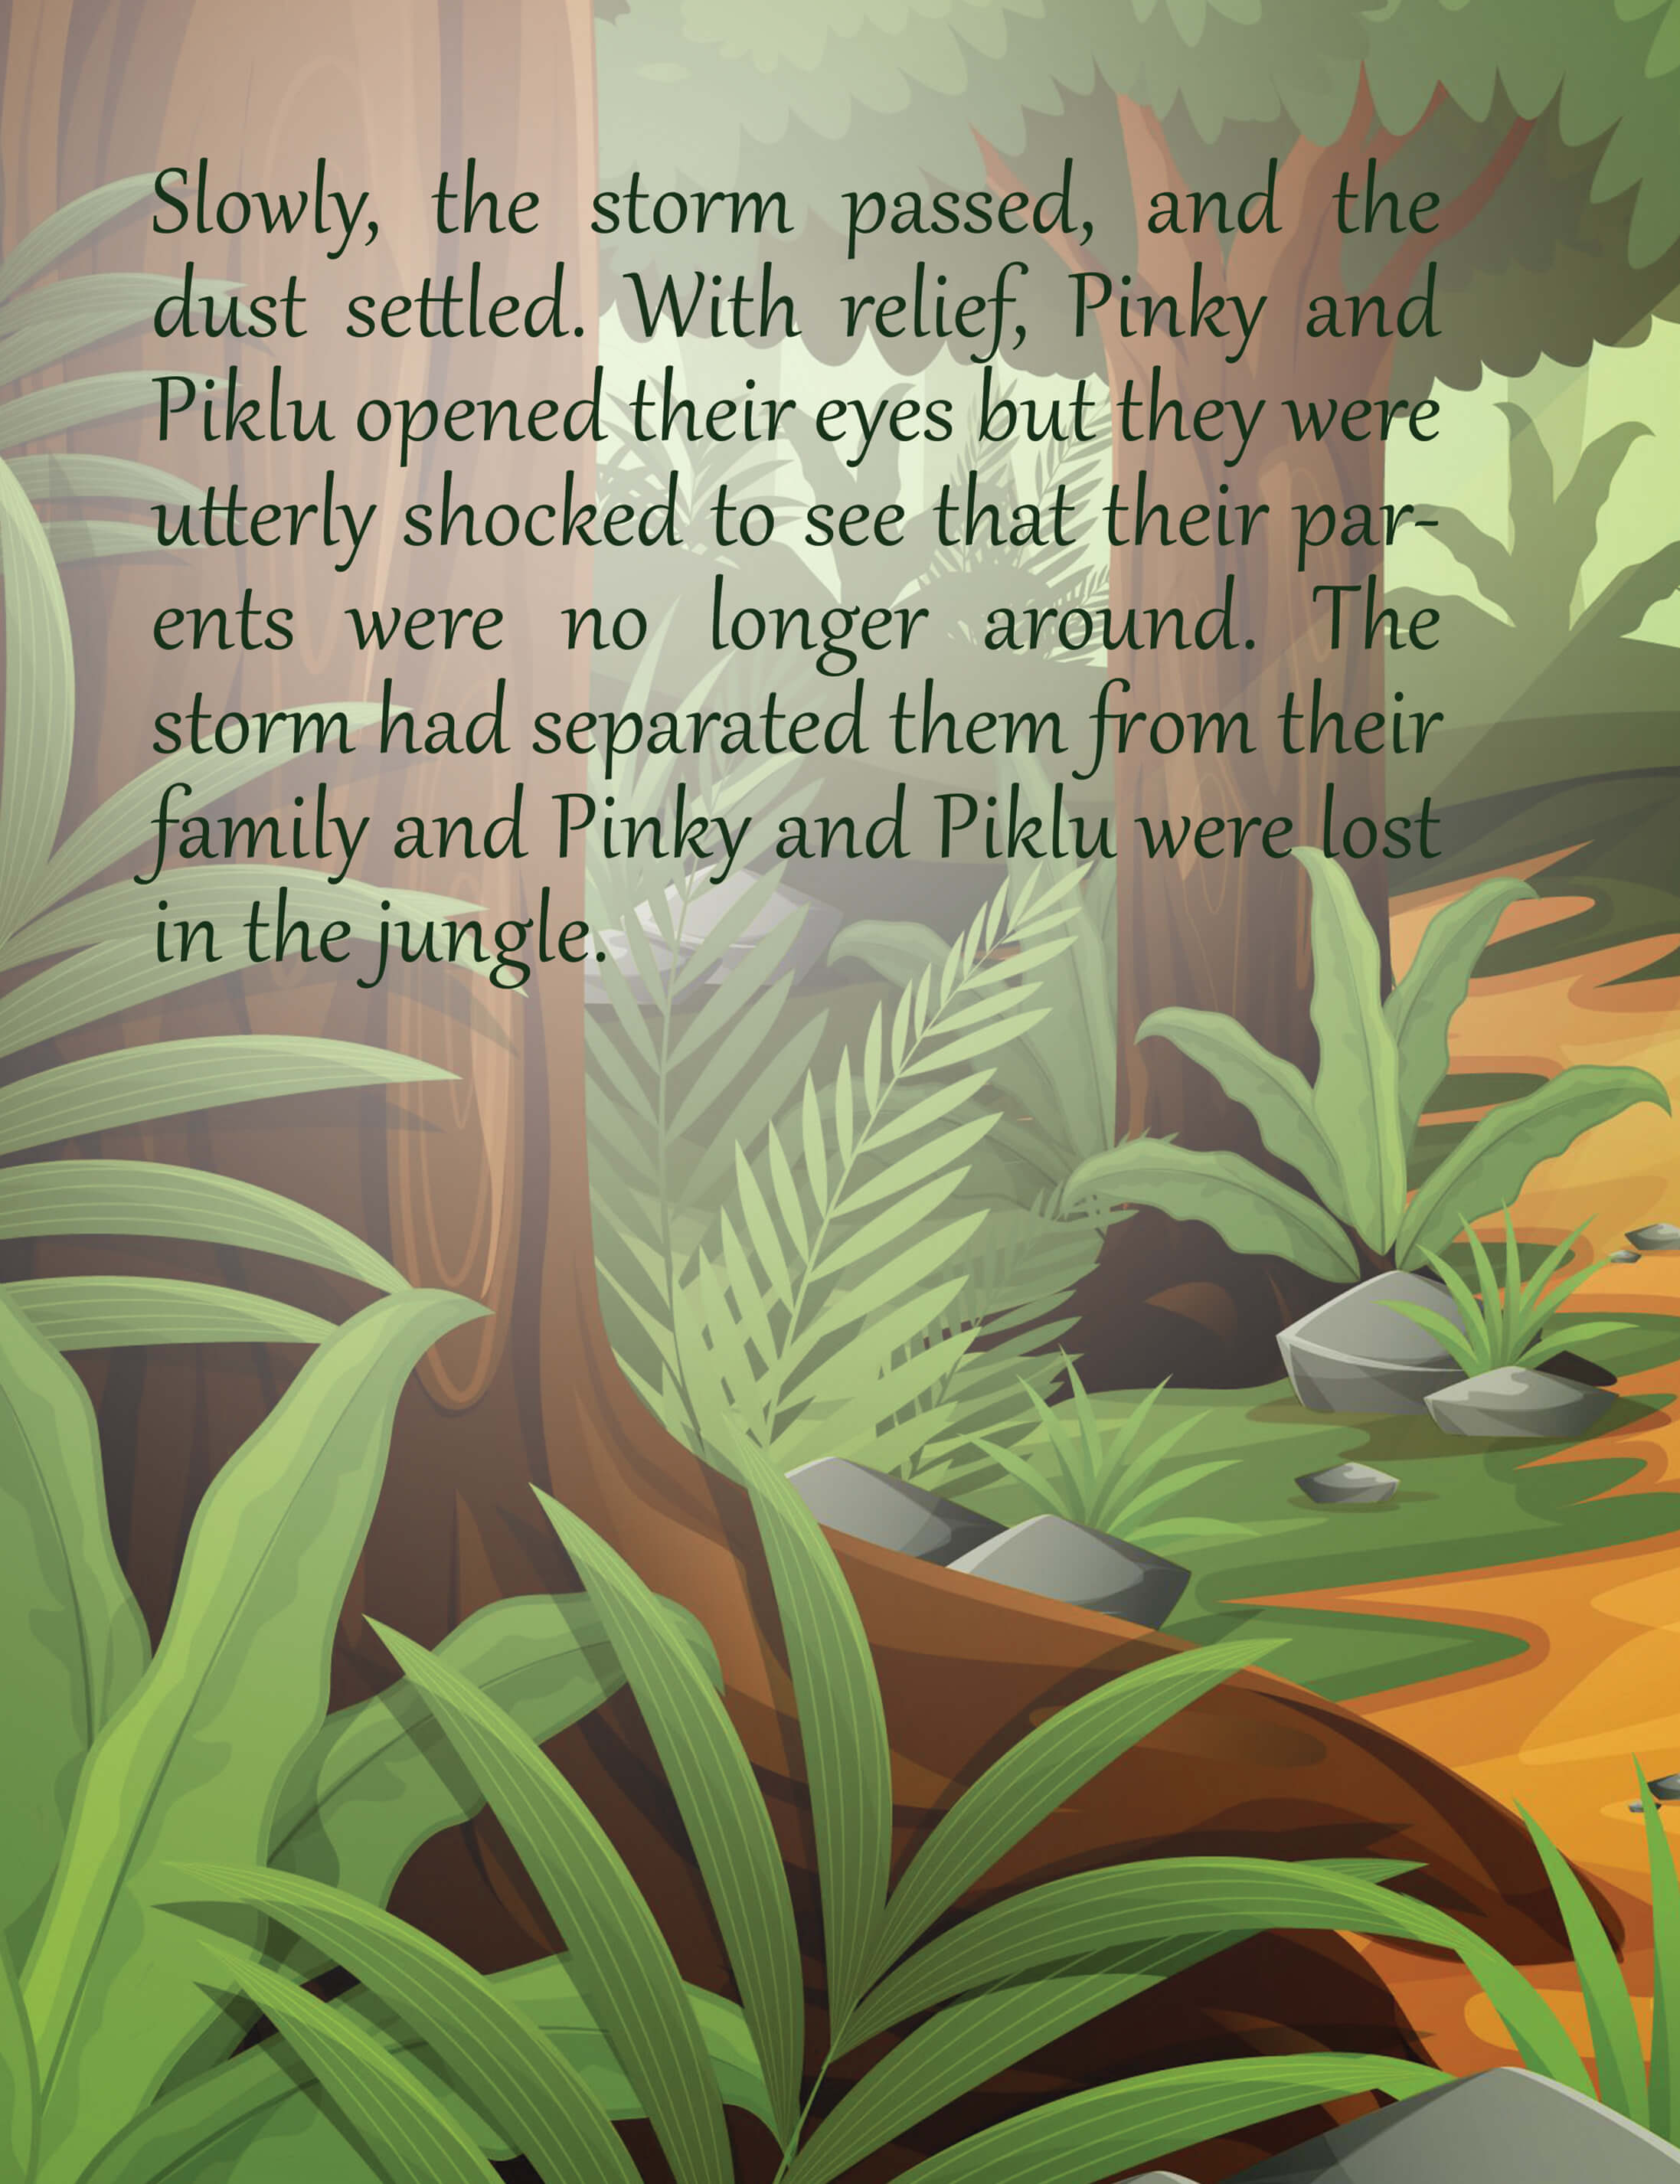 Slowly, the storm passed, and the
dust settled. With relief, Pinky and
Piklu opened their eyes but they were
utterly shocked to see that their par-
ents were no longer around. The
storm had separated them from their
family and Pinky and Piklu were lost
in the jungle.